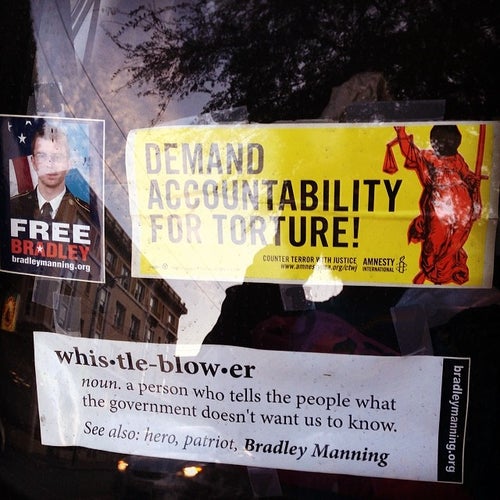 FREE
BRADLEY
bradleymanning.org
DEMAND
ACCOUNTABILITY
FOR TORTURE!
COUNTER TERROR WITH JUSTICE
AMNESTY
INTERNATIONAL
whis•tle-blow•er
noun. a person who tells the people what
the government doesn't want us to know.
See also: hero, patriot, Bradley Manning
bradleymanning.org